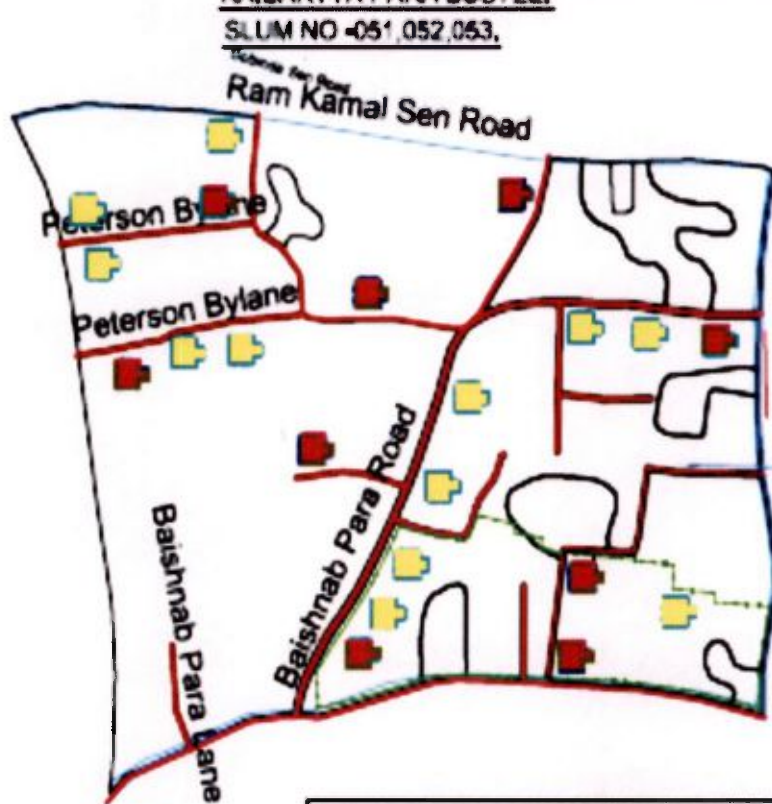 SLUM NO -051,052,053,
Ram Kamal Sen Road
Peterson Bylane
Peterson Bylane
Baishnab Para Road
Baishnab Para Lane